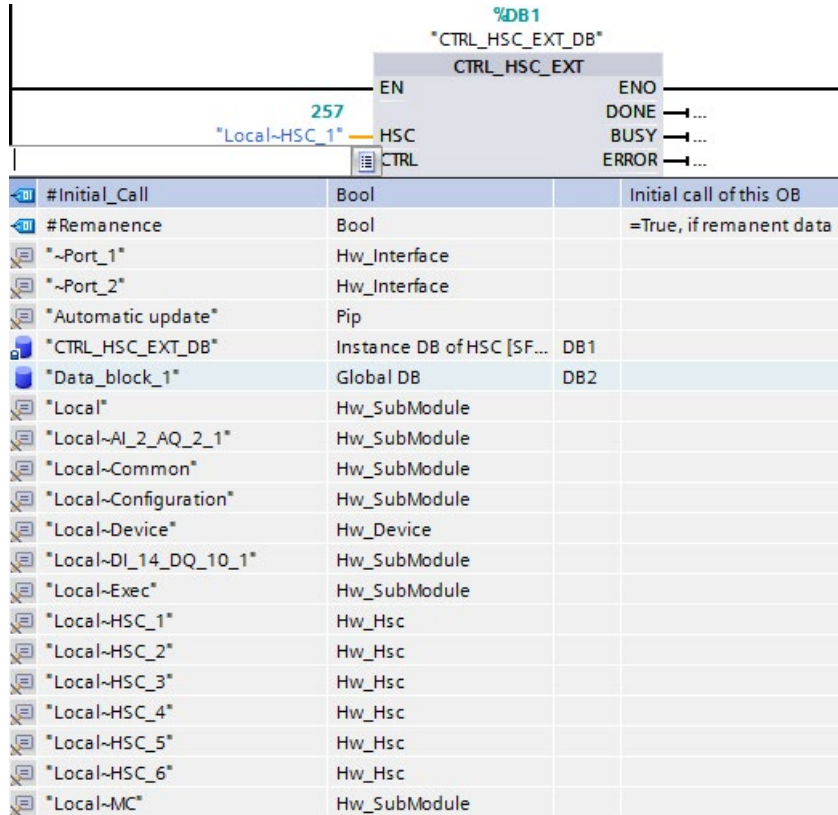 %DB1
"CTRL_HSC_EXT_DB"
CTRL_HSC_EXT
EN ENO
257 DONE ...
"Local~HSC_1" HSC BUSY ...
CTRL ERROR ...
#Initial_Call Bool Initial call of this OB
#Remanence Bool =True, if remanent data
"~Port_1" Hw_Interface
"~Port_2" Hw_Interface
"Automatic update" Pip
"CTRL_HSC_EXT_DB" Instance DB of HSC [SF... DB1
"Data_block_1" Global DB DB2
"Local" Hw_SubModule
"Local~AI_2_AQ_2_1" Hw_SubModule
"Local~Common" Hw_SubModule
"Local~Configuration" Hw_SubModule
"Local~Device" Hw_Device
"Local~DI_14_DQ_10_1" Hw_SubModule
"Local~Exec" Hw_SubModule
"Local~HSC_1" Hw_Hsc
"Local~HSC_2" Hw_Hsc
"Local~HSC_3" Hw_Hsc
"Local~HSC_4" Hw_Hsc
"Local~HSC_5" Hw_Hsc
"Local~HSC_6" Hw_Hsc
"Local~MC" Hw_SubModule